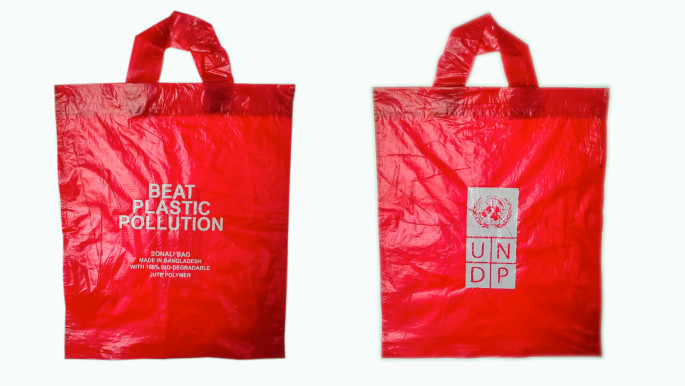 BEAT
PLASTIC
POLLUTION
SONALI BAG
MADE IN BANGLADESH
WITH 100% BIO-DEGRADABLE
JUTE POLYMER
U N
D P